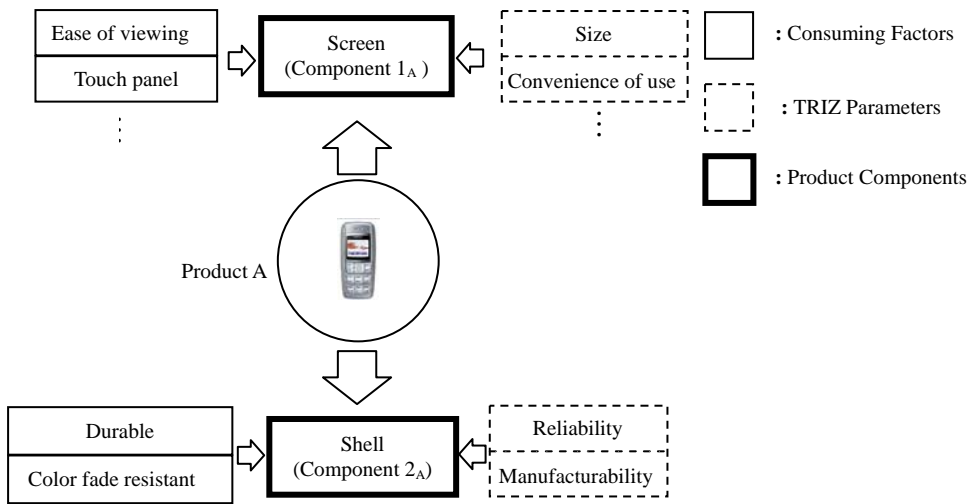 Ease of viewing
Touch panel
Screen
(Component 1A )
Size
Convenience of use
: Consuming Factors
: TRIZ Parameters
: Product Components
Product A
Durable
Color fade resistant
Shell
(Component 2A)
Reliability
Manufacturability